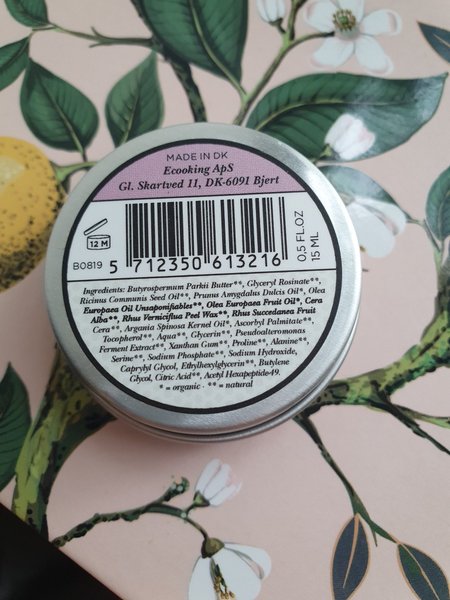 MADE IN DK
Ecooking ApS
Gl. Skartved 11, DK-6091 Bjert
12 M
B0819
5 712350 613216
0,5 FL.OZ
15 ML
Ingredients: Butyrospermum Parkii Butter**, Glyceryl Rosinate**,
Ricinus Communis Seed Oil**, Prunus Amygdalus Dulcis Oil*, Olea
Europaea Oil Unsaponifiables**, Olea Europaea Fruit Oil*, Cera
Alba**, Rhus Verniciflua Peel Wax**, Rhus Succedanea Fruit
Cera**, Argania Spinosa Kernel Oil*, Ascorbyl Palmitate**,
Tocopherol**, Aqua**, Glycerin**, Pseudoalteromonas
Ferment Extract**, Xanthan Gum**, Proline**, Alanine**,
Serine**, Sodium Phosphate**, Sodium Hydroxide,
Caprylyl Glycol, Ethylhexylglycerin**, Butylene
Glycol, Citric Acid**, Acetyl Hexapeptide-49.
* = organic · ** = natural